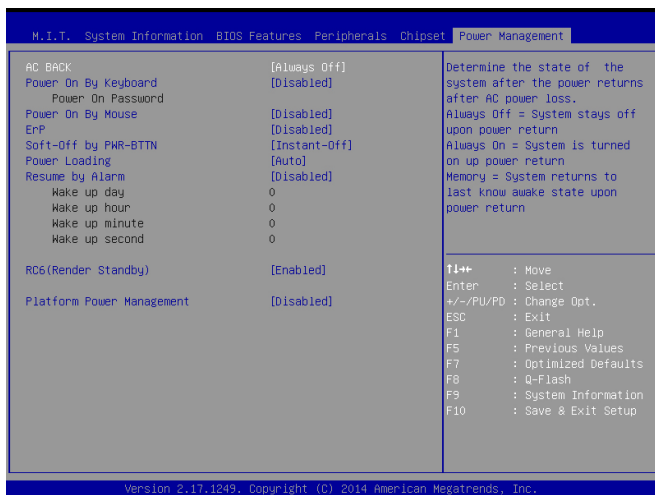 M.I.T. System Information BIOS Features Peripherals Chipset Power Management
AC BACK [Always Off]
Power On By Keyboard [Disabled]
Power On Password
Power On By Mouse [Disabled]
ErP [Disabled]
Soft-Off by PWR-BTTN [Instant-Off]
Power Loading [Auto]
Resume by Alarm [Disabled]
Wake up day 0
Wake up hour 0
Wake up minute 0
Wake up second 0
RC6(Render Standby) [Enabled]
Platform Power Management [Disabled]
Determine the state of the
system after the power returns
after AC power loss.
Always Off = System stays off
upon power return
Always On = System is turned
on up power return
Memory = System returns to
last know awake state upon
power return
↑↓→← : Move
Enter : Select
+/-/PU/PD : Change Opt.
ESC : Exit
F1 : General Help
F5 : Previous Values
F7 : Optimized Defaults
F8 : Q-Flash
F9 : System Information
F10 : Save & Exit Setup
Version 2.17.1249. Copyright (C) 2014 American Megatrends, Inc.